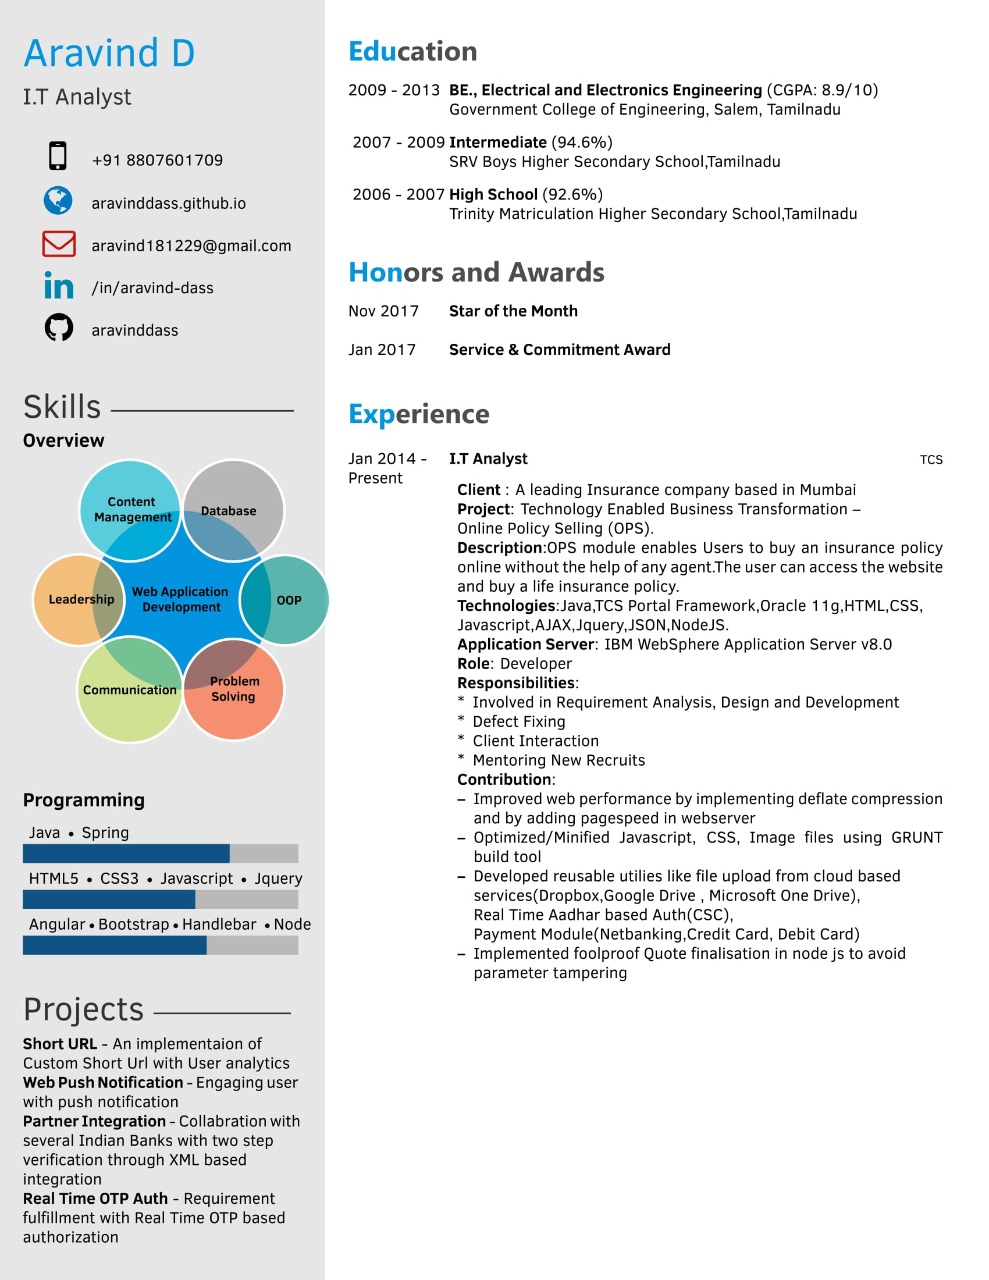 Aravind D
I.T Analyst
+91 8807601709
aravinddass.github.io
aravind181229@gmail.com
in /in/aravind-dass
aravinddass
Skills
Overview
Content
Management
Database
Leadership
Web Application
Development
OOP
Communication
Problem
Solving
Programming
Java • Spring
HTML5 • CSS3 • Javascript • Jquery
Angular • Bootstrap • Handlebar • Node
Projects
Short URL - An implementaion of
Custom Short Url with User analytics
Web Push Notification - Engaging user
with push notification
Partner Integration - Collabration with
several Indian Banks with two step
verification through XML based
integration
Real Time OTP Auth - Requirement
fulfillment with Real Time OTP based
authorization
Education
2009 - 2013 BE., Electrical and Electronics Engineering (CGPA: 8.9/10)
Government College of Engineering, Salem, Tamilnadu
2007 - 2009 Intermediate (94.6%)
SRV Boys Higher Secondary School,Tamilnadu
2006 - 2007 High School (92.6%)
Trinity Matriculation Higher Secondary School,Tamilnadu
Honors and Awards
Nov 2017 Star of the Month
Jan 2017 Service & Commitment Award
Experience
Jan 2014 - I.T Analyst TCS
Present
Client : A leading Insurance company based in Mumbai
Project: Technology Enabled Business Transformation –
Online Policy Selling (OPS).
Description:OPS module enables Users to buy an insurance policy
online without the help of any agent.The user can access the website
and buy a life insurance policy.
Technologies:Java,TCS Portal Framework,Oracle 11g,HTML,CSS,
Javascript,AJAX,Jquery,JSON,NodeJS.
Application Server: IBM WebSphere Application Server v8.0
Role: Developer
Responsibilities:
* Involved in Requirement Analysis, Design and Development
* Defect Fixing
* Client Interaction
* Mentoring New Recruits
Contribution:
– Improved web performance by implementing deflate compression
and by adding pagespeed in webserver
– Optimized/Minified Javascript, CSS, Image files using GRUNT
build tool
– Developed reusable utilies like file upload from cloud based
services(Dropbox,Google Drive , Microsoft One Drive),
Real Time Aadhar based Auth(CSC),
Payment Module(Netbanking,Credit Card, Debit Card)
– Implemented foolproof Quote finalisation in node js to avoid
parameter tampering